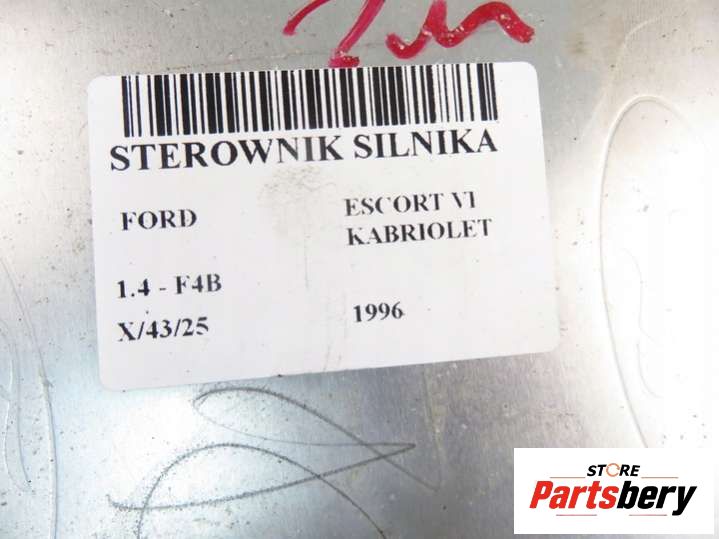 STEROWNIK SILNIKA
FORD
ESCORT VI
KABRIOLET
1.4 - F4B
X/43/25
1996
STORE
Partsbery